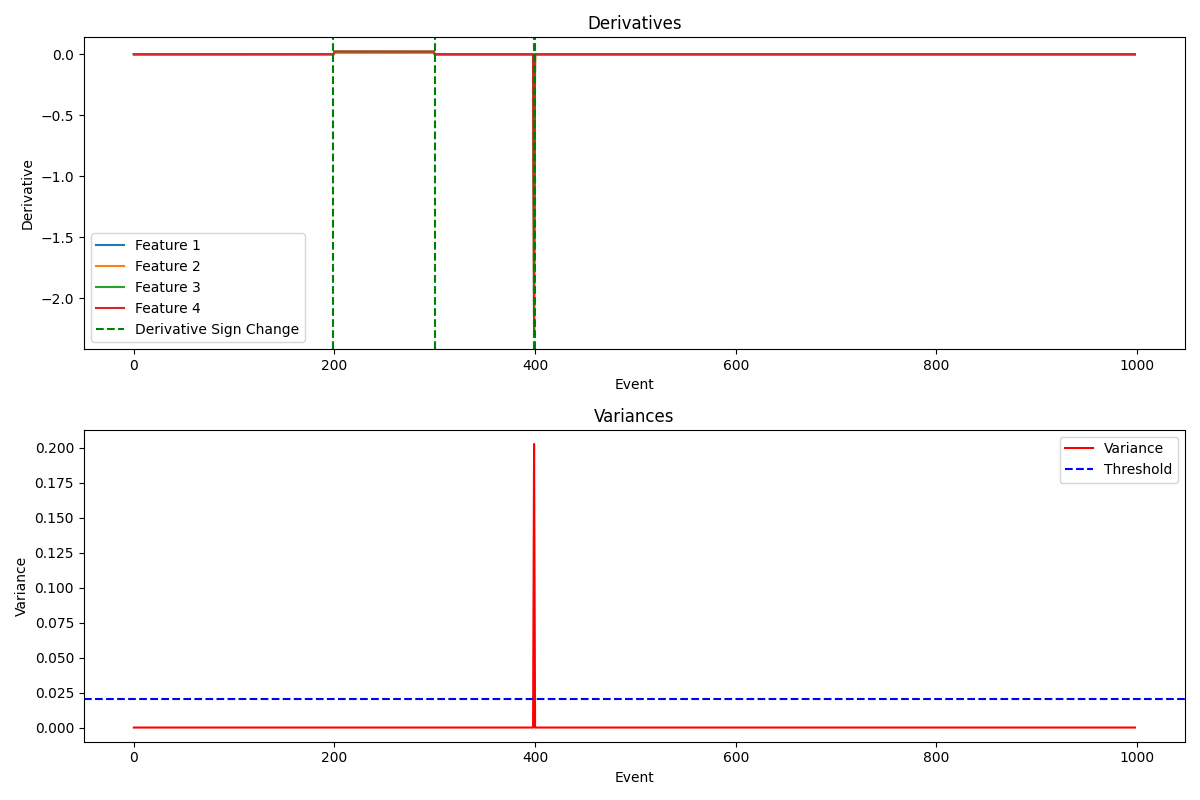 Derivatives
Derivative
0.0
−0.5
−1.0
−1.5
−2.0
Feature 1
Feature 2
Feature 3
Feature 4
Derivative Sign Change
0 200 400 600 800 1000
Event
Variances
Variance
0.200
0.175
0.150
0.125
0.100
0.075
0.050
0.025
0.000
Variance
Threshold
0 200 400 600 800 1000
Event